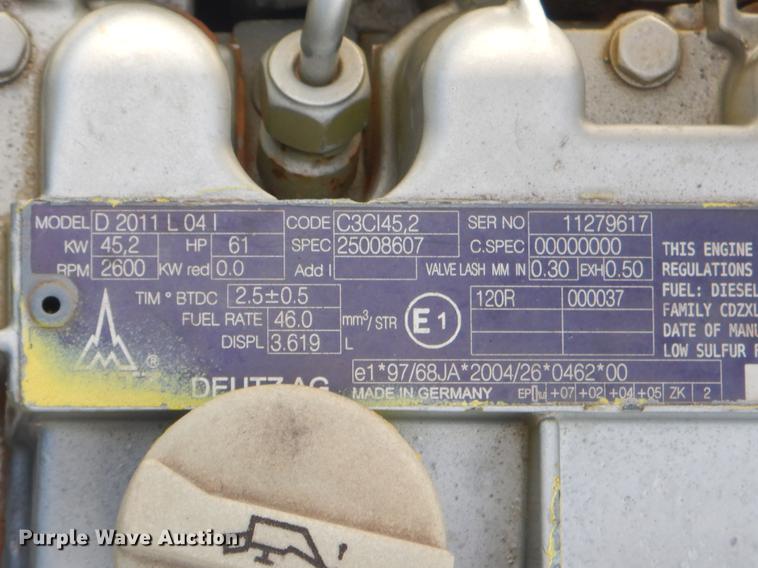 MODEL D 2011 L 04 I CODE C3CI45,2 SER NO 11279617
KW 45,2 HP 61 SPEC 25008607 C.SPEC 00000000
RPM 2600 KW red 0.0 Add I VALVE LASH MM IN 0.30 EXH 0.50
TIM ° BTDC 2.5±0.5 120R 000037
FUEL RATE 46.0 mm³/STR E1
DISPL 3.619 L
THIS ENGINE
REGULATIONS
FUEL: DIESEL
FAMILY CDZXL
DATE OF MANU
LOW SULFUR F
®
e1*97/68JA*2004/26*0462*00
DEUTZ AG MADE IN GERMANY +07 +02 +04 +05 ZK 2
Purple Wave Auction